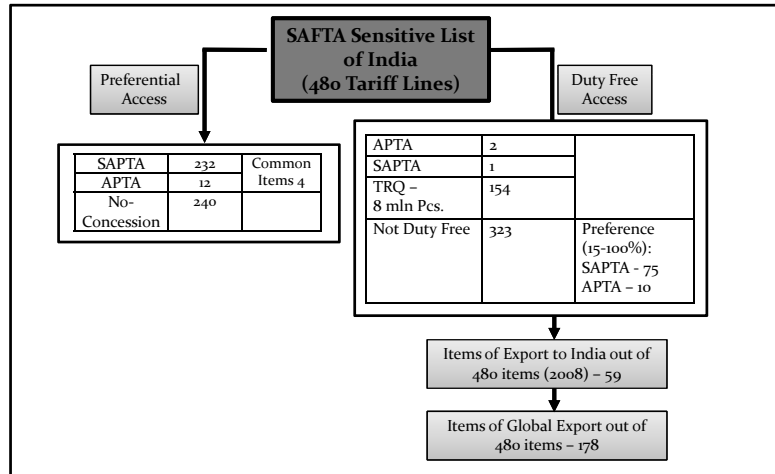 SAFTA Sensitive List
of India
(480 Tariff Lines)
Preferential
Access
Duty Free
Access
SAPTA 232 Common
Items 4
APTA 12
No-
Concession 240
APTA 2
SAPTA 1
TRQ –
8 mln Pcs. 154
Not Duty Free 323 Preference
(15-100%):
SAPTA - 75
APTA – 10
Items of Export to India out of
480 items (2008) – 59
Items of Global Export out of
480 items – 178